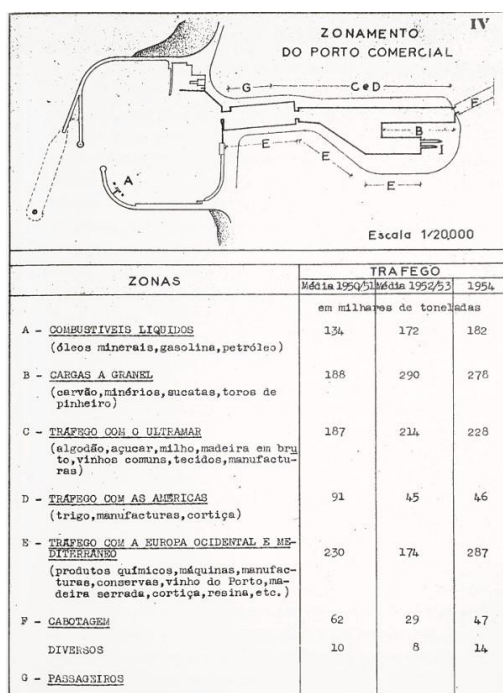 IV
ZONAMENTO
DO PORTO COMERCIAL
G
C e D
F
B
I
E
E
E
A
"T"
Escala 1/20,000
ZONAS
TRAFEGO
Média 1950/51 Média 1952/53 1954
em milhares de toneladas
A - COMBUSTIVEIS LIQUIDOS 134 172 182
(óleos minerais,gasolina,petróleo)
B - CARGAS A GRANEL 188 290 278
(carvão,minérios,sucatas,toros de
pinheiro)
C - TRÁFEGO COM O ULTRAMAR 187 214 228
(algodão,açucar,milho,madeira em bru
to,vinhos comuns,tecidos,manufactu-
ras)
D - TRÁFEGO COM AS AMÉRICAS 91 45 46
(trigo,manufacturas,cortiça)
E - TRÁFEGO COM A EUROPA OCIDENTAL E ME-
DITERRÂNEO 230 174 287
(produtos químicos,máquinas,manufac-
turas,conservas,vinho do Porto,ma-
deira serrada,cortiça,resina,etc.)
F - CABOTAGEM 62 29 47
DIVERSOS 10 8 14
G - PASSAGEIROS